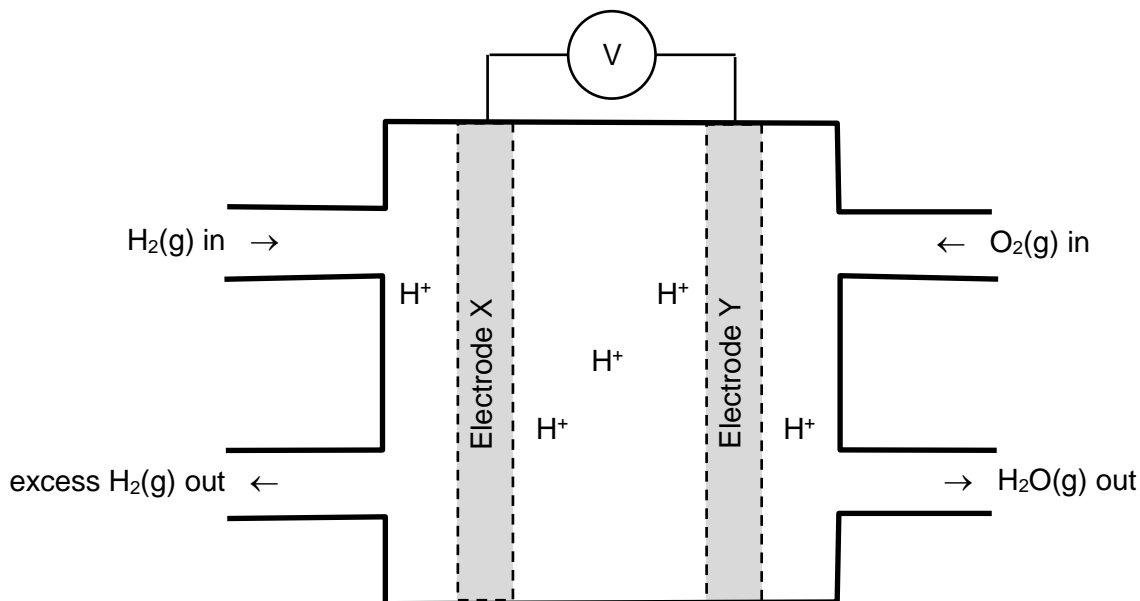 V
H₂(g) in →
← O₂(g) in
H⁺
H⁺
Electrode X
Electrode Y
H⁺
H⁺
H⁺
excess H₂(g) out ←
→ H₂O(g) out